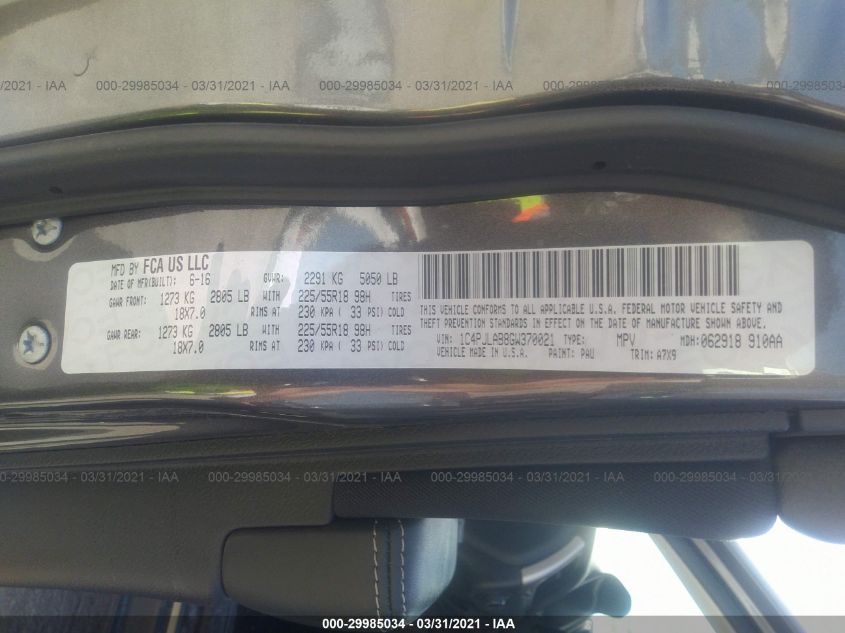 /31/2021 - IAA 000-29985034 - 03/31/2021 - IAA 000-29985034 - 03/31/2021 - IAA 000-29985034 - 03/31/2021 - IAA 000-29985034 -
MFD BY FCA US LLC
DATE OF MFR(BUILT): 6-16 GVWR: 2291 KG 5050 LB
GAWR FRONT: 1273 KG 2805 LB WITH 225/55R18 98H TIRES
18X7.0 RIMS AT 230 KPA ( 33 PSI) COLD
GAWR REAR: 1273 KG 2805 LB WITH 225/55R18 98H TIRES
18X7.0 RIMS AT 230 KPA ( 33 PSI) COLD
THIS VEHICLE CONFORMS TO ALL APPLICABLE U.S.A. FEDERAL MOTOR VEHICLE SAFETY AND
THEFT PREVENTION STANDARDS IN EFFECT ON THE DATE OF MANUFACTURE SHOWN ABOVE.
VIN: 1C4PJLAB8GW370021 TYPE: MPV MDH: 062918 910AA
VEHICLE MADE IN U.S.A. PAINT: PAU TRIM: A7X9
/31/2021 - IAA 000-29985034 - 03/31/2021 - IAA 000-29985034 - 03/31/2021 - IAA 000-29985034 - 03/31/2021 - IAA 000-29985034 -
000-29985034 - 03/31/2021 - IAA